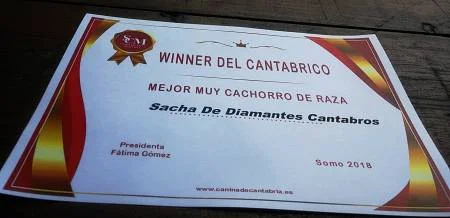 WINNER DEL CANTABRICO
MEJOR MUY CACHORRO DE RAZA
Sacha De Diamantes Cantabros
Presidenta
Fátima Gómez
Somo 2018
www.caninadecantabria.es